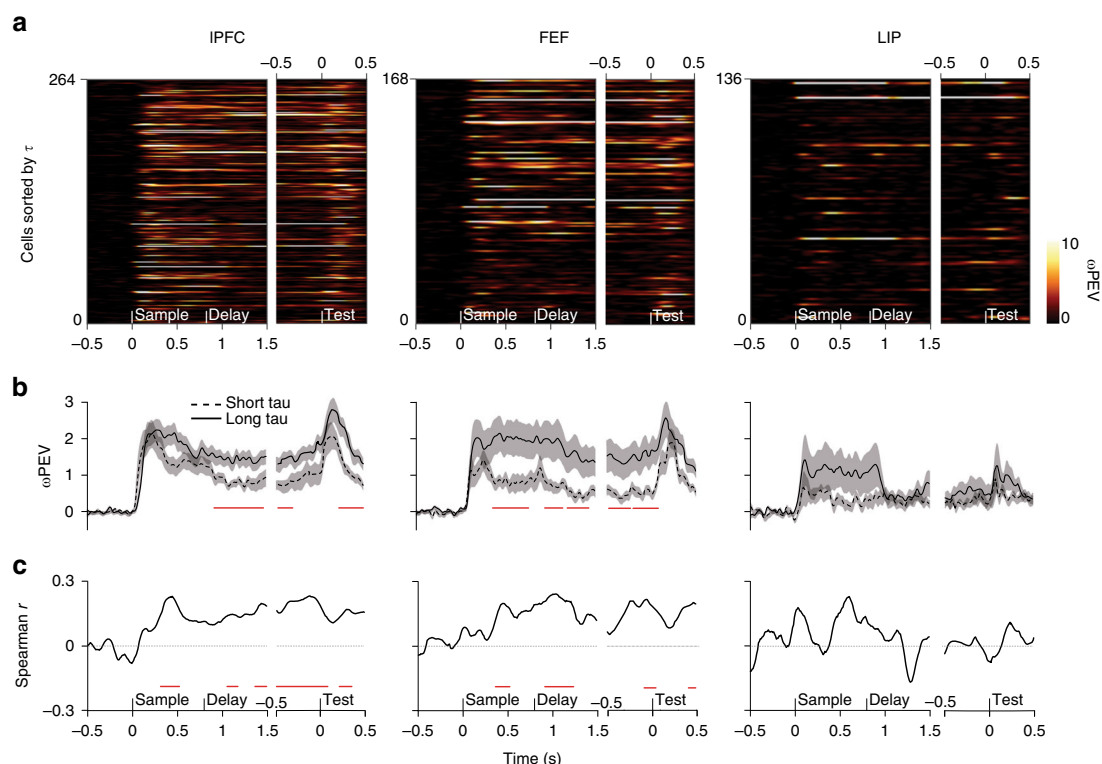 a
lPFC
FEF
LIP
−0.5 0 0.5
−0.5 0 0.5
−0.5 0 0.5
264
168
136
Cells sorted by τ
10
0
ωPEV
0
0
0
Sample Delay Test
Sample Delay Test
Sample Delay Test
−0.5 0 0.5 1 1.5
−0.5 0 0.5 1 1.5
−0.5 0 0.5 1 1.5
b
Short tau
Long tau
3
2
1
0
ωPEV
c
0.3
0
−0.3
Spearman r
Sample Delay −0.5 Test
Sample Delay −0.5 Test
Sample Delay −0.5 Test
−0.5 0 0.5 1 1.5 0 0.5
−0.5 0 0.5 1 1.5 0 0.5
−0.5 0 0.5 1 1.5 0 0.5
Time (s)